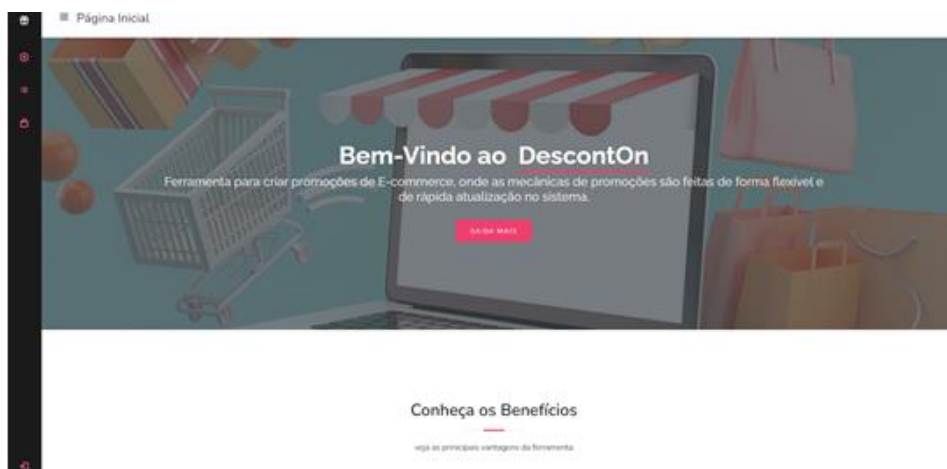 Página Inicial
Bem-Vindo ao DescontOn
Ferramenta para criar promoções de E-commerce, onde as mecânicas de promoções são feitas de forma flexível e
de rápida atualização no sistema.
SAIBA MAIS
Conheça os Benefícios
veja as principais vantagens da ferramenta